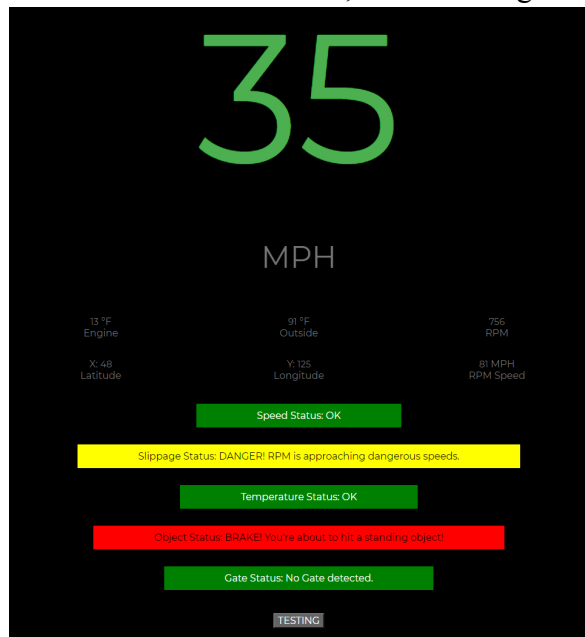 35
MPH
13 °F 91 °F 756
Engine Outside RPM
X: 48 Y: 125 81 MPH
Latitude Longitude RPM Speed
Speed Status: OK
Slippage Status: DANGER! RPM is approaching dangerous speeds.
Temperature Status: OK
Object Status: BRAKE! You're about to hit a standing object!
Gate Status: No Gate detected.
TESTING